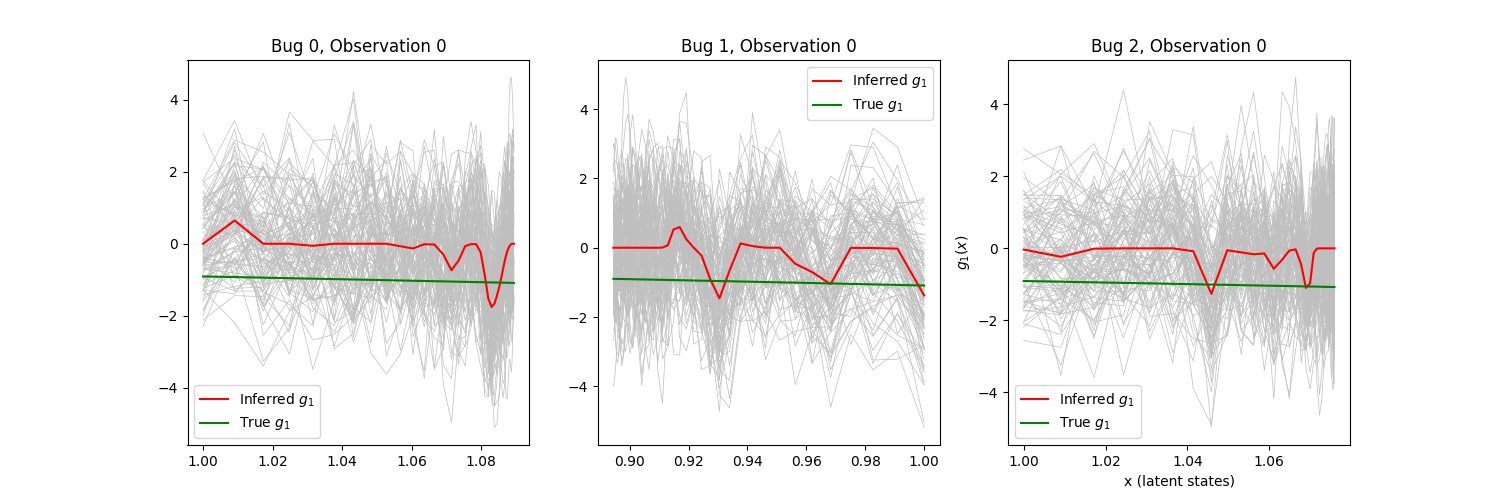 Bug 0, Observation 0
4
2
0
−2
−4
Inferred g₁
True g₁
1.00 1.02 1.04 1.06 1.08
Bug 1, Observation 0
4
2
0
−2
−4
Inferred g₁
True g₁
0.90 0.92 0.94 0.96 0.98 1.00
Bug 2, Observation 0
g₁(x)
4
2
0
−2
−4
Inferred g₁
True g₁
1.00 1.02 1.04 1.06
x (latent states)